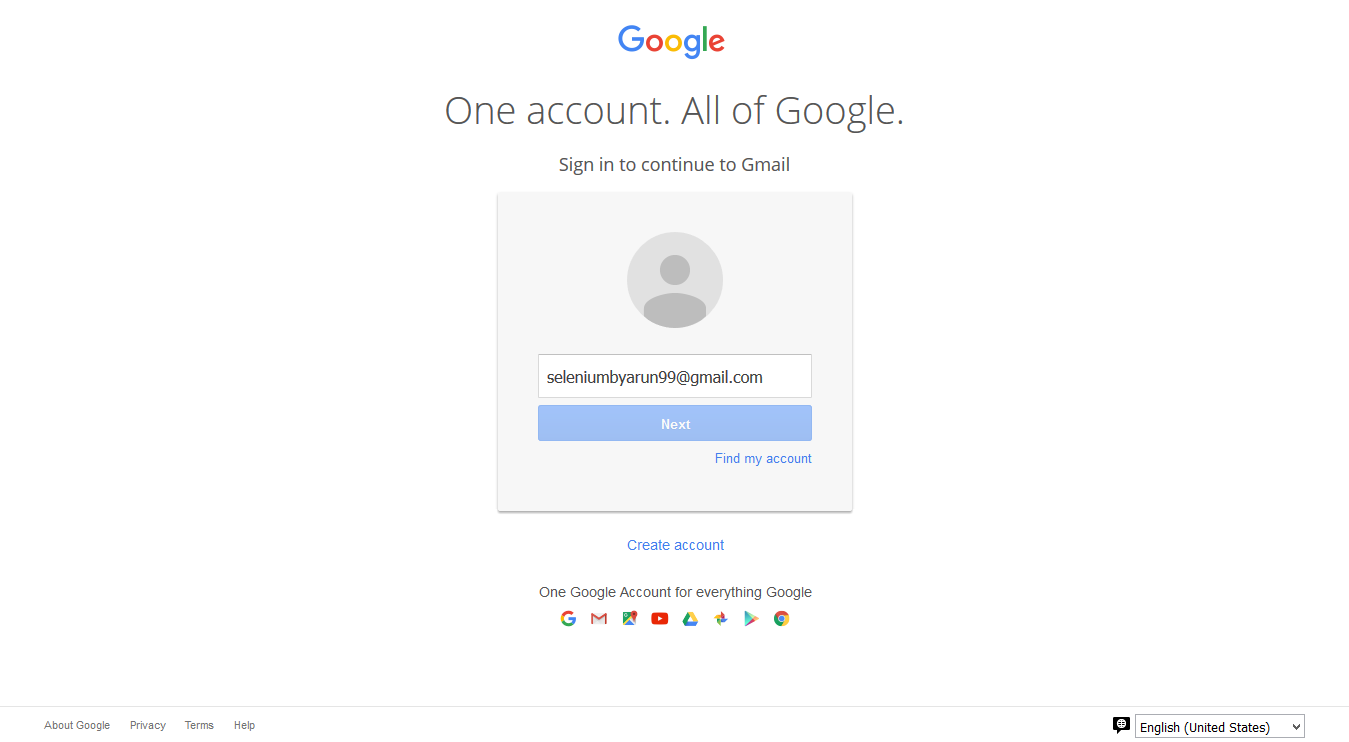 Google
One account. All of Google.
Sign in to continue to Gmail
seleniumbyarun99@gmail.com
Next
Find my account
Create account
One Google Account for everything Google
About Google Privacy Terms Help English (United States)